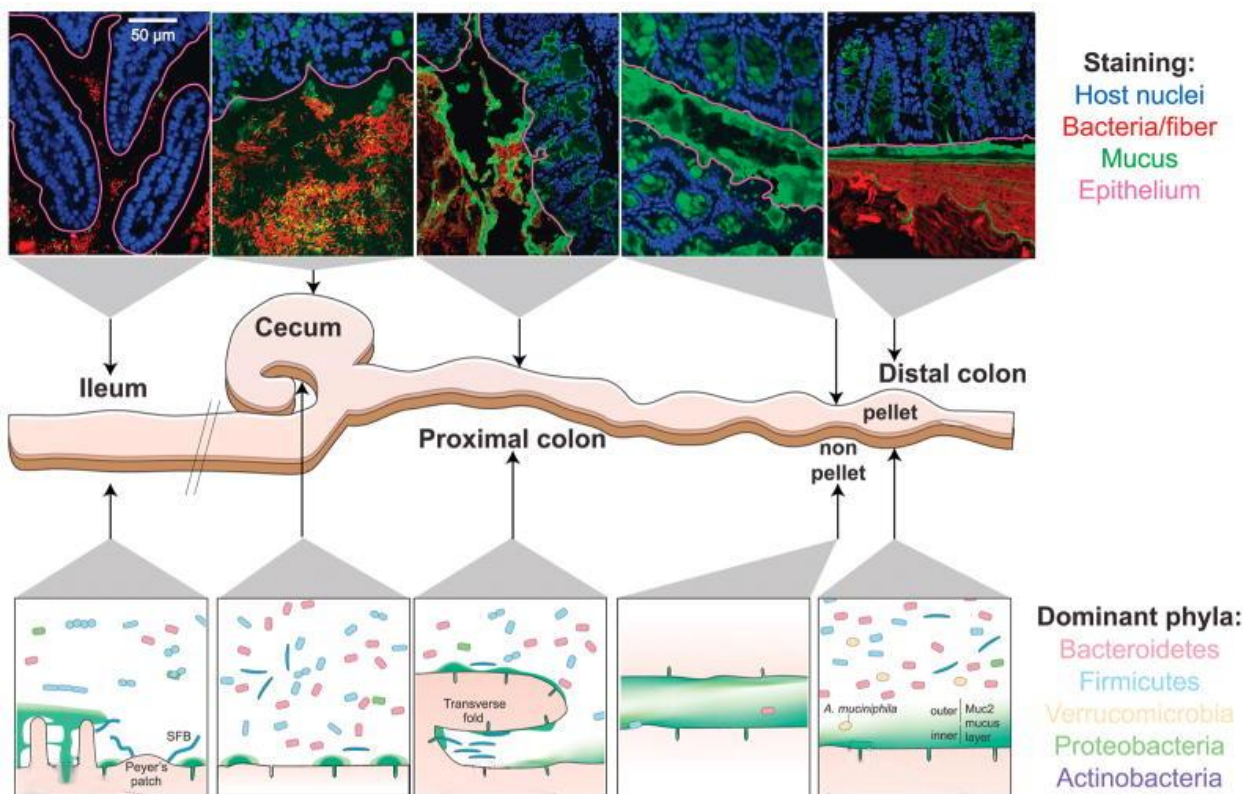 50 µm
Staining:
Host nuclei
Bacteria/fiber
Mucus
Epithelium
Cecum
Ileum
Distal colon
pellet
Proximal colon
non
pellet
Dominant phyla:
Bacteroidetes
Firmicutes
Verrucomicrobia
Proteobacteria
Actinobacteria
SFB
Peyer's
patch
Transverse
fold
A. muciniphila
outer
inner
Muc2
mucus
layer